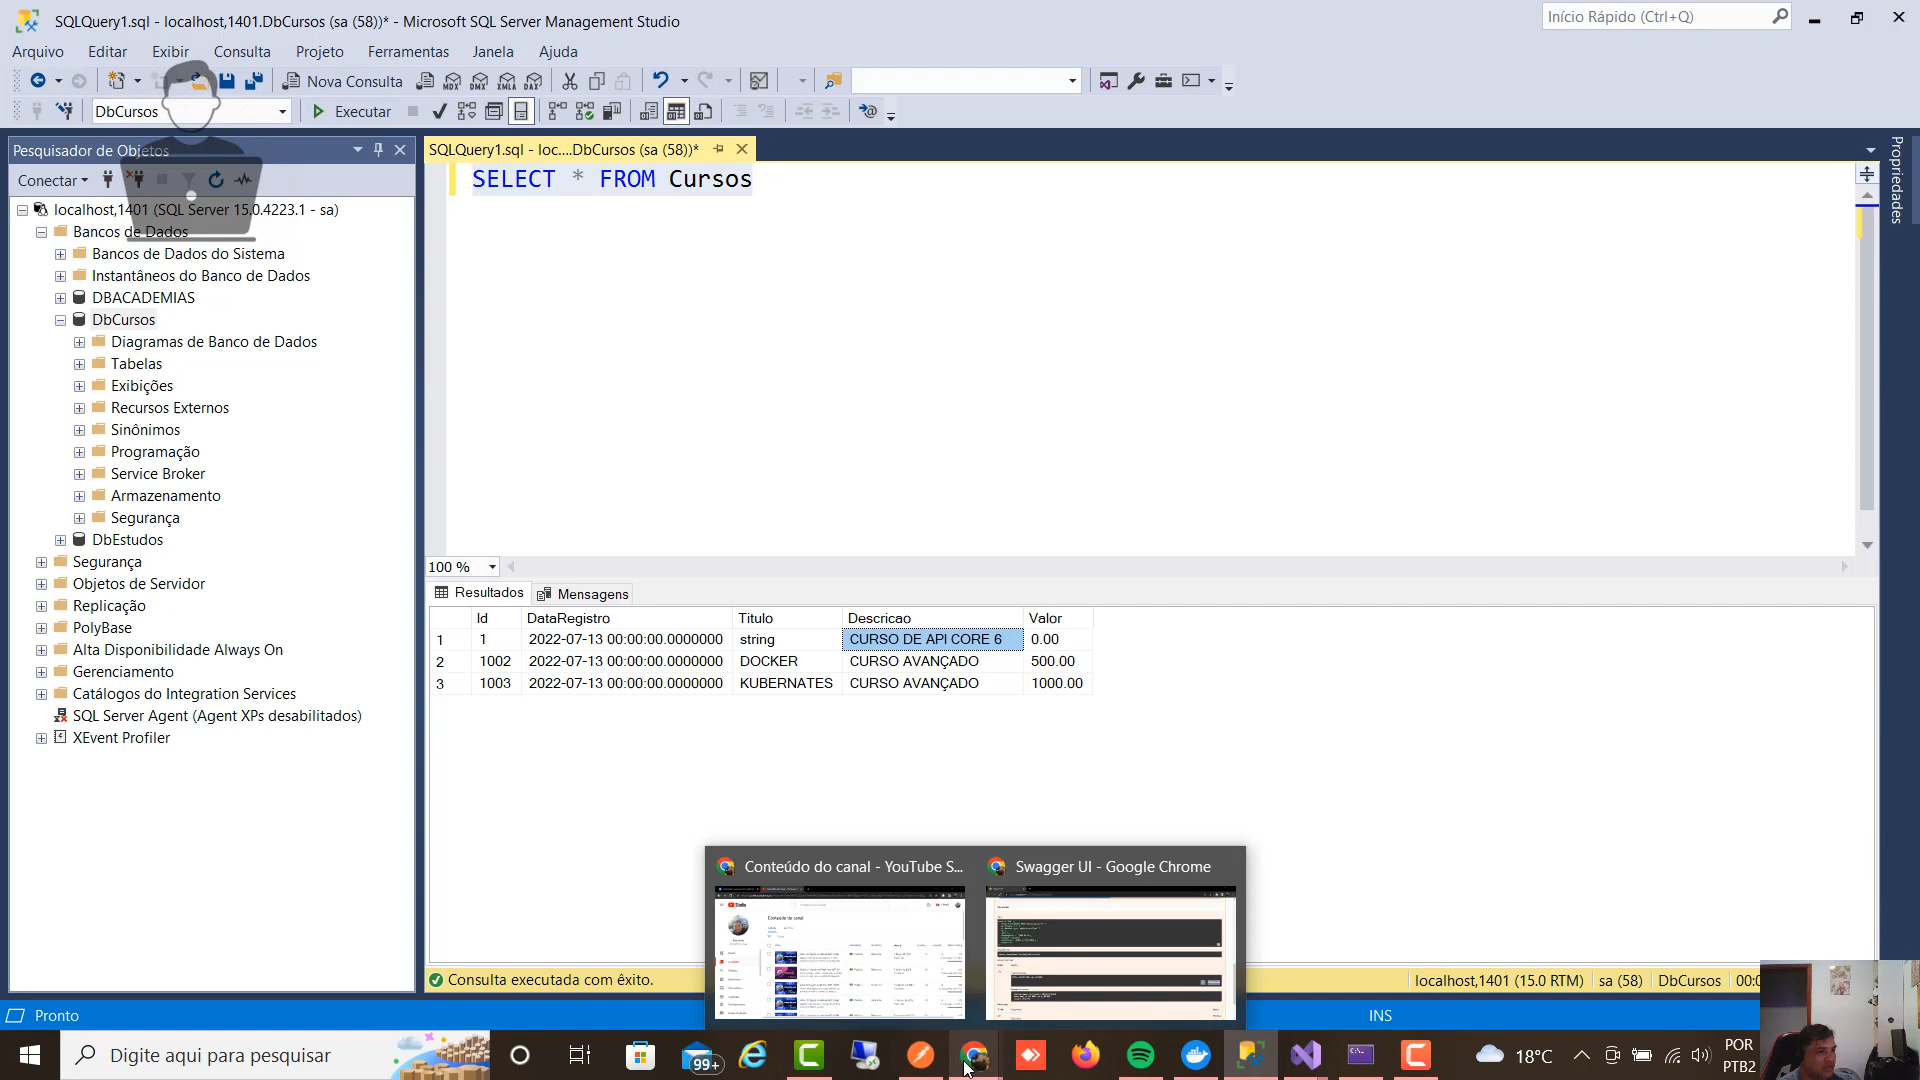 SQLQuery1.sql - localhost,1401.DbCursos (sa (58))* - Microsoft SQL Server Management Studio
Início Rápido (Ctrl+Q)
Arquivo Editar Exibir Consulta Projeto Ferramentas Janela Ajuda
Nova Consulta MDX DMX XMLA DAX
DbCursos Executar
Pesquisador de Objetos
SQLQuery1.sql - loc....DbCursos (sa (58))*
Propriedades
Conectar
SELECT * FROM Cursos
localhost,1401 (SQL Server 15.0.4223.1 - sa)
Bancos de Dados
Bancos de Dados do Sistema
Instantâneos do Banco de Dados
DBACADEMIAS
DbCursos
Diagramas de Banco de Dados
Tabelas
Exibições
Recursos Externos
Sinônimos
Programação
Service Broker
Armazenamento
Segurança
DbEstudos
Segurança
Objetos de Servidor
Replicação
PolyBase
Alta Disponibilidade Always On
Gerenciamento
Catálogos do Integration Services
SQL Server Agent (Agent XPs desabilitados)
XEvent Profiler
100 %
Resultados Mensagens
Id DataRegistro Titulo Descricao Valor
1 1 2022-07-13 00:00:00.0000000 string CURSO DE API CORE 6 0.00
2 1002 2022-07-13 00:00:00.0000000 DOCKER CURSO AVANÇADO 500.00
3 1003 2022-07-13 00:00:00.0000000 KUBERNATES CURSO AVANÇADO 1000.00
Conteúdo do canal - YouTube S... Swagger UI - Google Chrome
Consulta executada com êxito.
localhost,1401 (15.0 RTM) sa (58) DbCursos
Pronto
INS
Digite aqui para pesquisar
99+
18°C
POR
PTB2